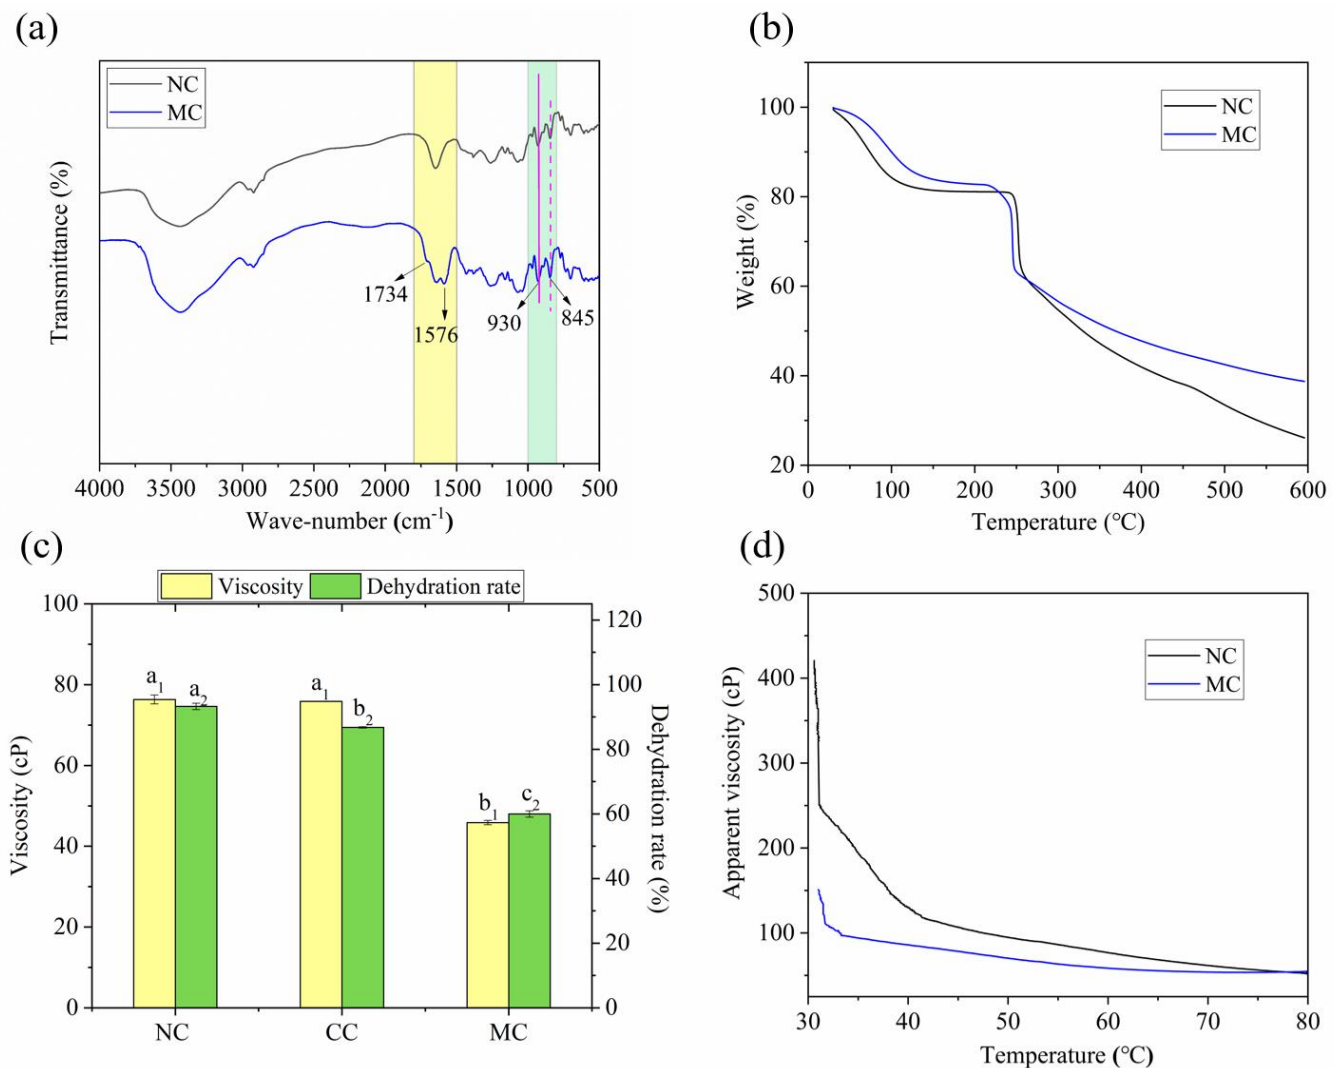 (a)
NC
MC
1734
1576
930
845
Transmittance (%)
4000 3500 3000 2500 2000 1500 1000 500
Wave-number (cm-1)
(b)
NC
MC
100
80
60
40
20
Weight (%)
0 100 200 300 400 500 600
Temperature (℃)
(c)
Viscosity Dehydration rate
100
80
60
40
20
0
Viscosity (cP)
a1 a2 a1 b2 b1 c2
120
100
80
60
40
20
0
Dehydration rate (%)
NC CC MC
(d)
NC
MC
500
400
300
200
100
Apparent viscosity (cP)
30 40 50 60 70 80
Temperature (℃)